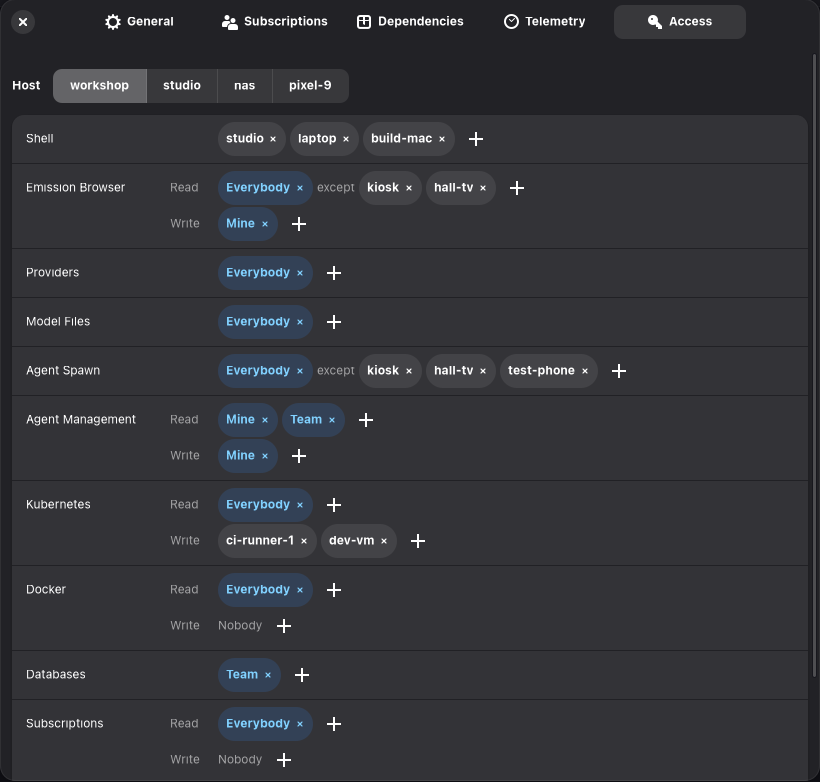 General Subscriptions Dependencies Telemetry Access
Host workshop studio nas pixel-9
Shell studio × laptop × build-mac ×
Emission Browser Read Everybody × except kiosk × hall-tv ×
Write Mine ×
Providers Everybody ×
Model Files Everybody ×
Agent Spawn Everybody × except kiosk × hall-tv × test-phone ×
Agent Management Read Mine × Team ×
Write Mine ×
Kubernetes Read Everybody ×
Write ci-runner-1 × dev-vm ×
Docker Read Everybody ×
Write Nobody
Databases Team ×
Subscriptions Read Everybody ×
Write Nobody